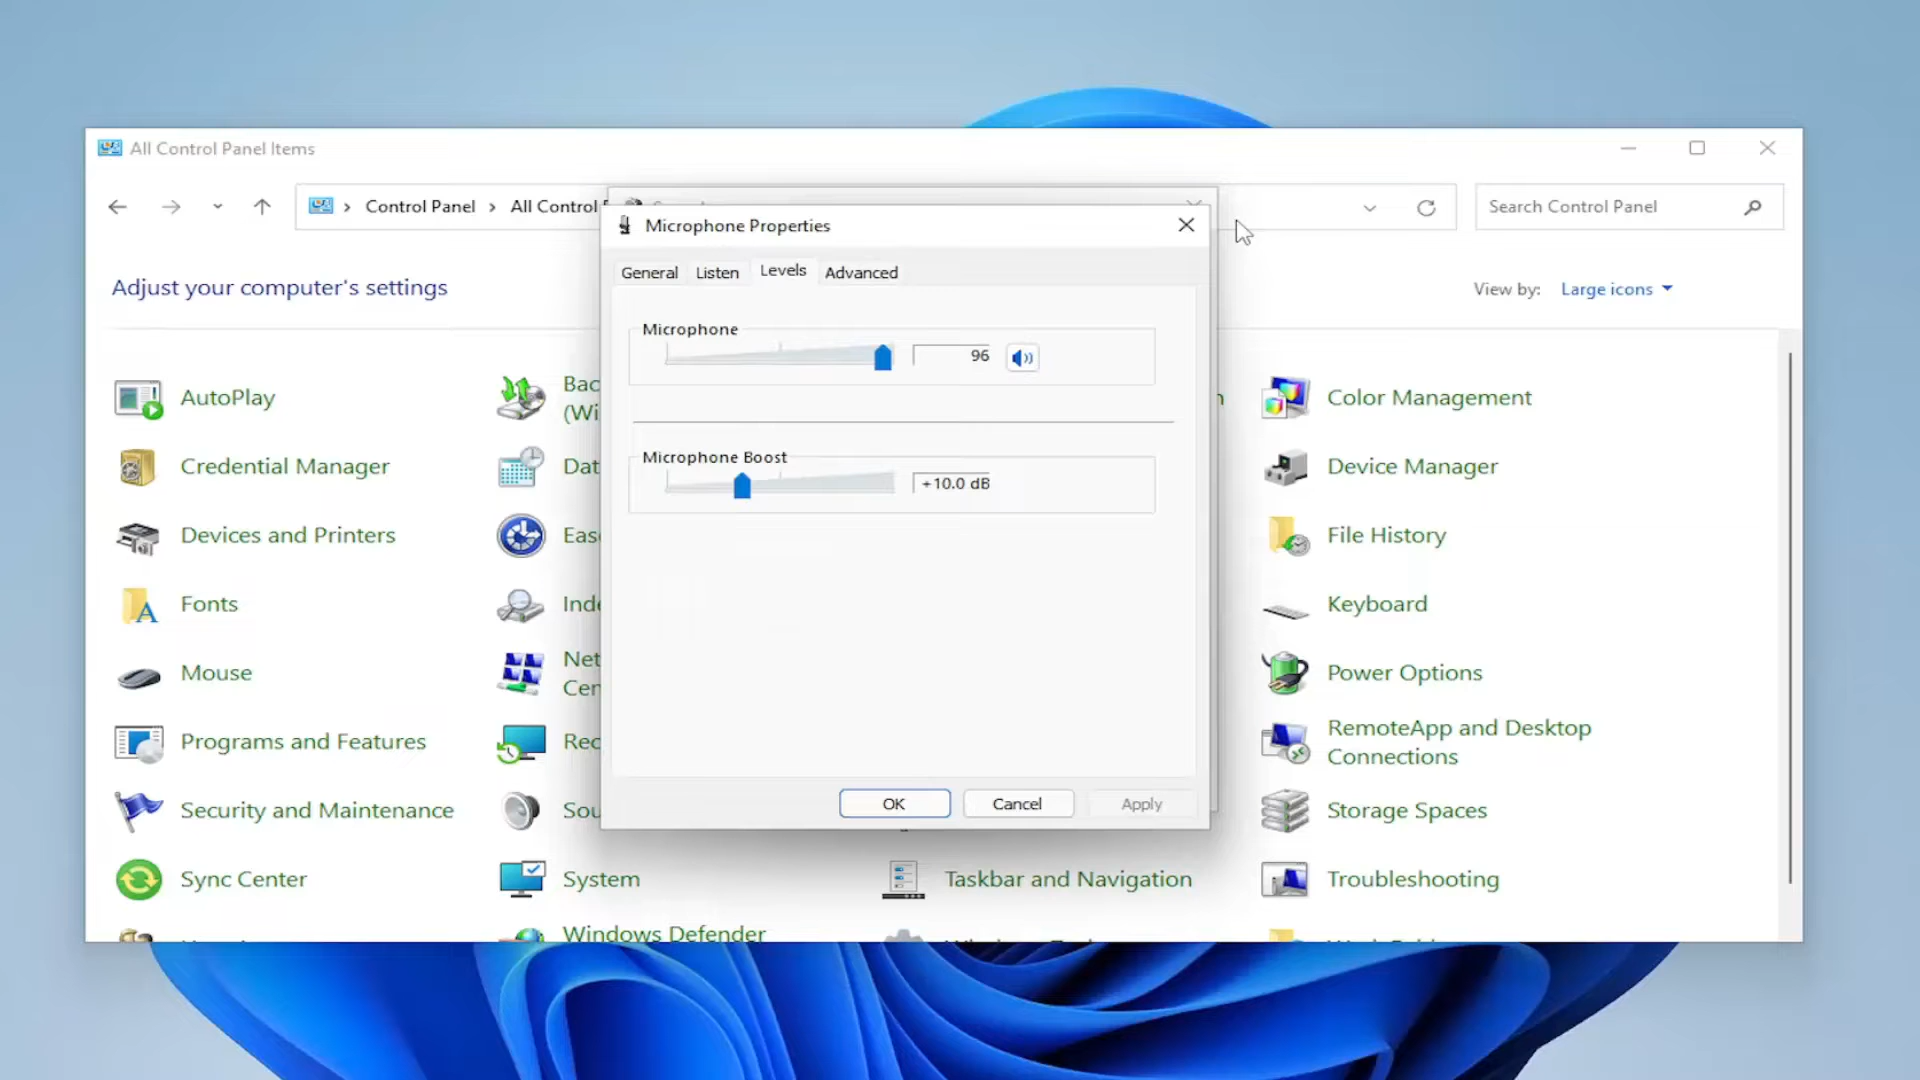 All Control Panel Items
Control Panel
All Control
Search Control Panel
Microphone Properties
General
Listen
Levels
Advanced
Adjust your computer's settings
View by:
Large icons
Microphone
96
Microphone Boost
+10.0 dB
AutoPlay
Bac
(Wi
n
Color Management
Credential Manager
Dat
Device Manager
Devices and Printers
Ease
File History
Fonts
Inde
Keyboard
Mouse
Net
Cen
Power Options
Programs and Features
Rec
RemoteApp and Desktop
Connections
Security and Maintenance
Sou
Storage Spaces
OK
Cancel
Apply
Sync Center
System
Taskbar and Navigation
Troubleshooting
Windows Defender